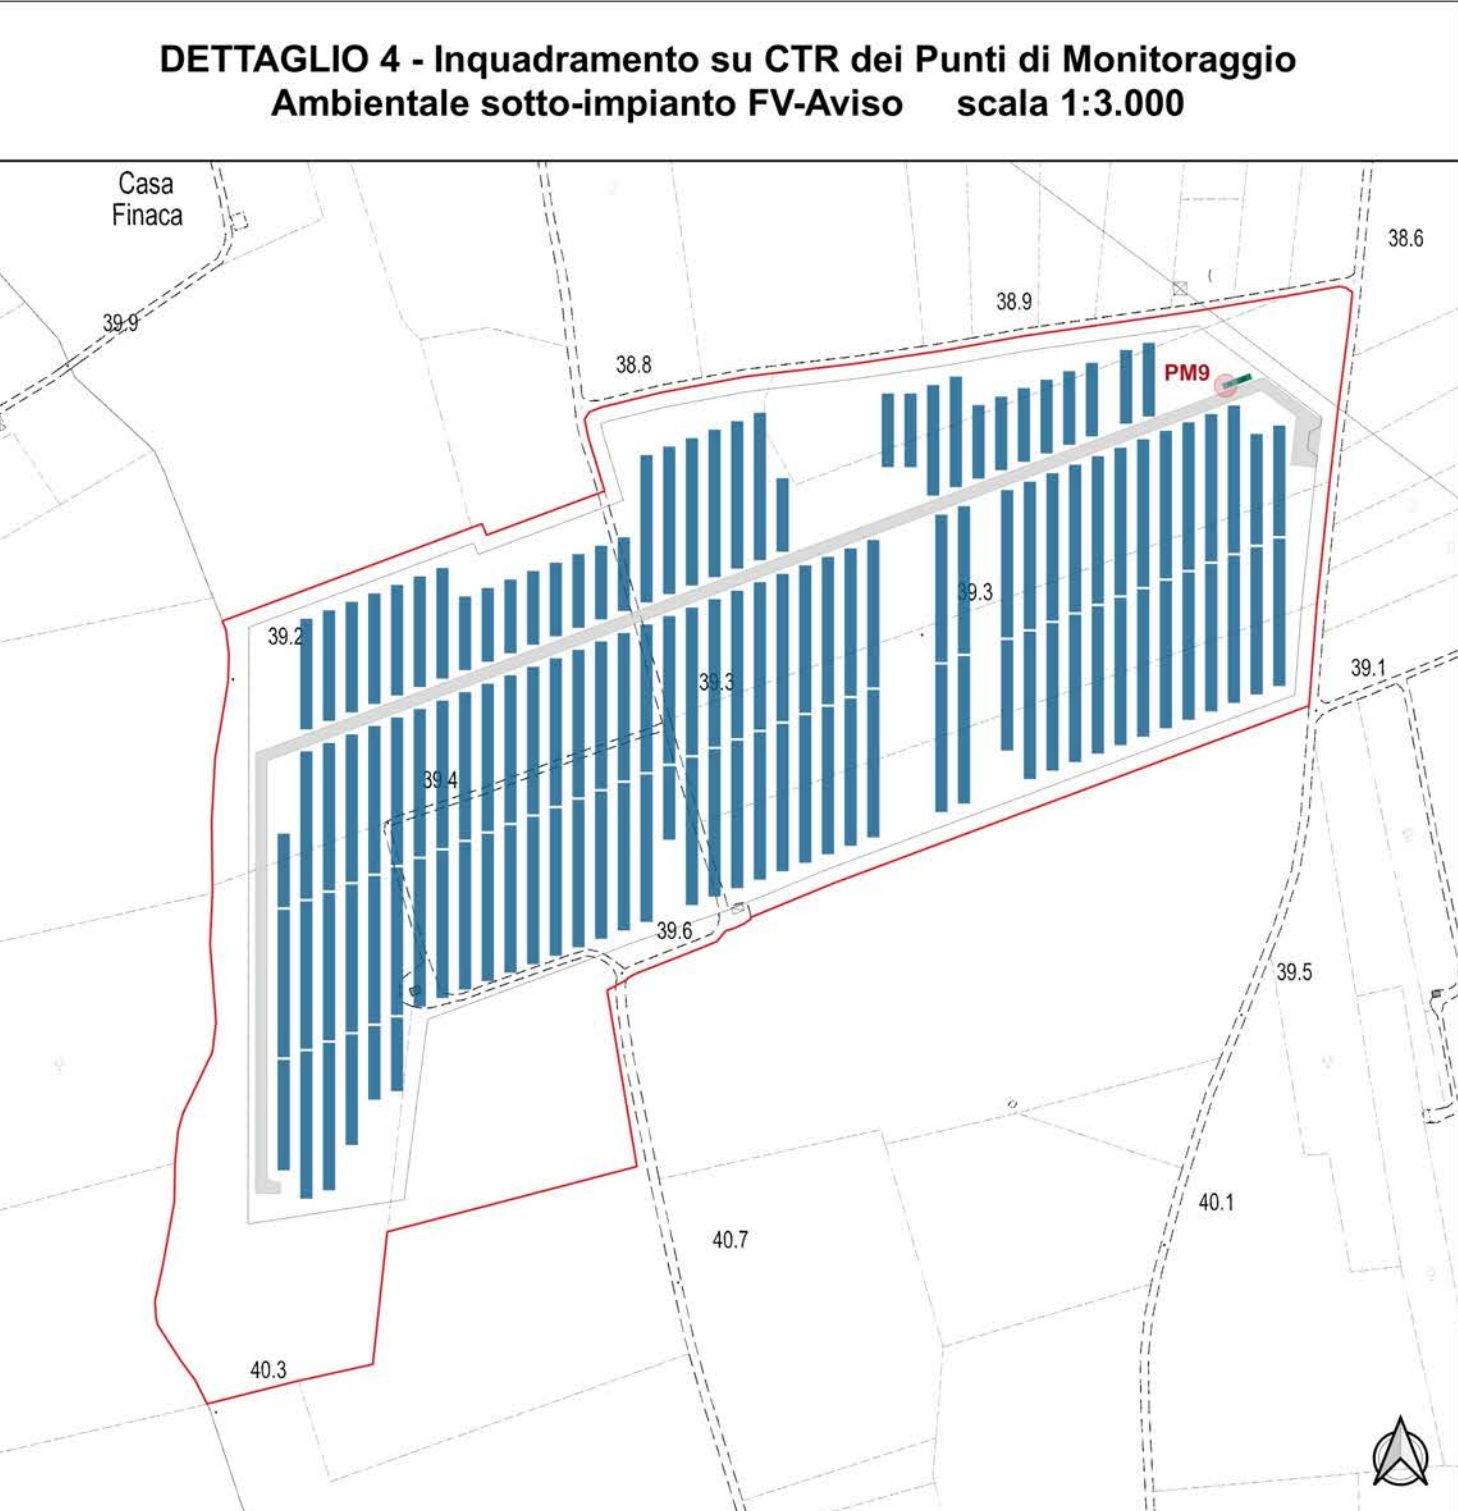 DETTAGLIO 4 - Inquadramento su CTR dei Punti di Monitoraggio
Ambientale sotto-impianto FV-Aviso scala 1:3.000
Casa
Finaca
38.6
38.9
39.9
38.8
PM9
39.3
39.2
39.1
39.3
39.4
39.6
39.5
40.1
40.7
40.3